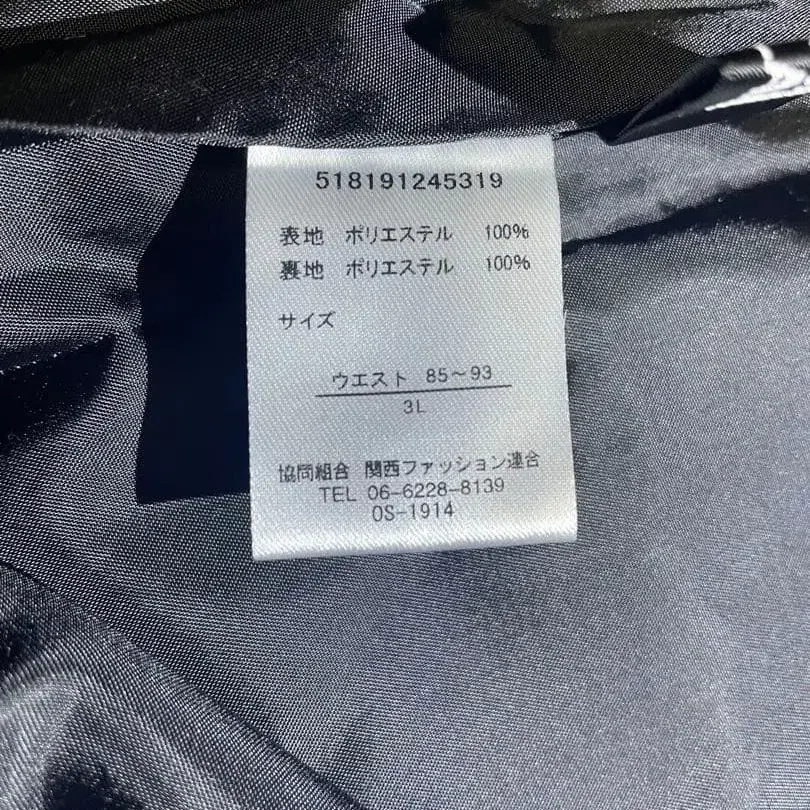 518191245319
表地 ポリエステル 100%
裏地 ポリエステル 100%
サイズ
ウエスト 85〜93
3L
協同組合 関西ファッション連合
TEL 06-6228-8139
OS-1914